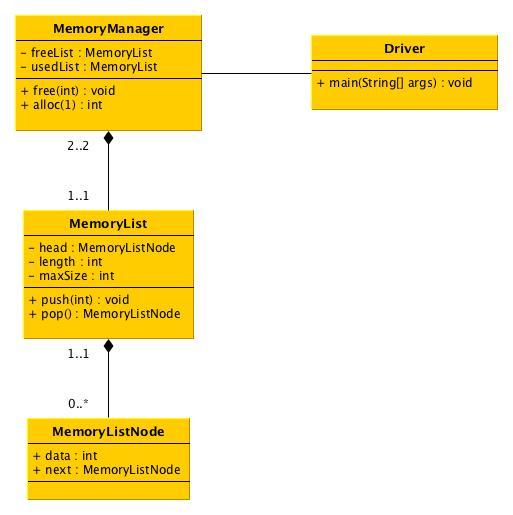 MemoryManager
- freeList : MemoryList
- usedList : MemoryList
+ free(int) : void
+ alloc(1) : int
Driver
+ main(String[] args) : void
2..2
1..1
MemoryList
- head : MemoryListNode
- length : int
- maxSize : int
+ push(int) : void
+ pop() : MemoryListNode
1..1
0..*
MemoryListNode
+ data : int
+ next : MemoryListNode